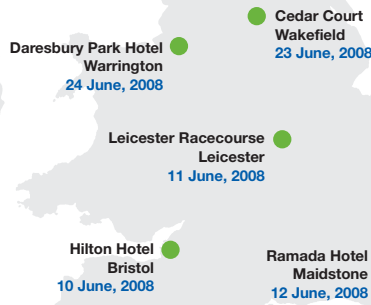 Cedar Court
Wakefield
23 June, 2008
Daresbury Park Hotel
Warrington
24 June, 2008
Leicester Racecourse
Leicester
11 June, 2008
Hilton Hotel
Bristol
10 June, 2008
Ramada Hotel
Maidstone
12 June, 2008